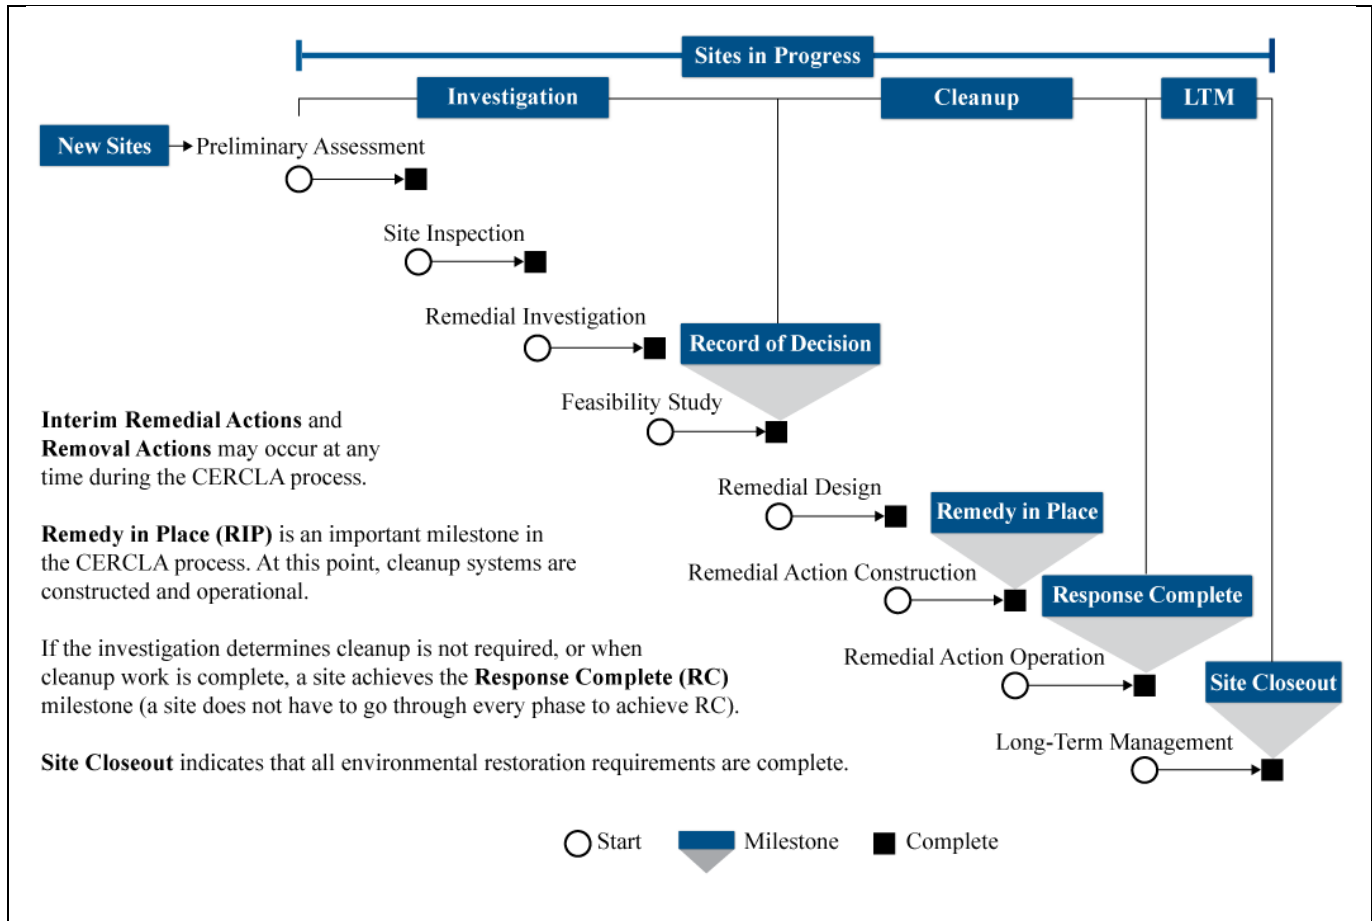 Sites in Progress
Investigation
Cleanup
LTM
New Sites
Preliminary Assessment
Site Inspection
Remedial Investigation
Record of Decision
Feasibility Study
Interim Remedial Actions and
Removal Actions may occur at any
time during the CERCLA process.
Remedial Design
Remedy in Place
Remedy in Place (RIP) is an important milestone in
the CERCLA process. At this point, cleanup systems are
constructed and operational.
Remedial Action Construction
Response Complete
If the investigation determines cleanup is not required, or when
cleanup work is complete, a site achieves the Response Complete (RC)
milestone (a site does not have to go through every phase to achieve RC).
Remedial Action Operation
Site Closeout
Long-Term Management
Site Closeout indicates that all environmental restoration requirements are complete.
Start
Milestone
Complete